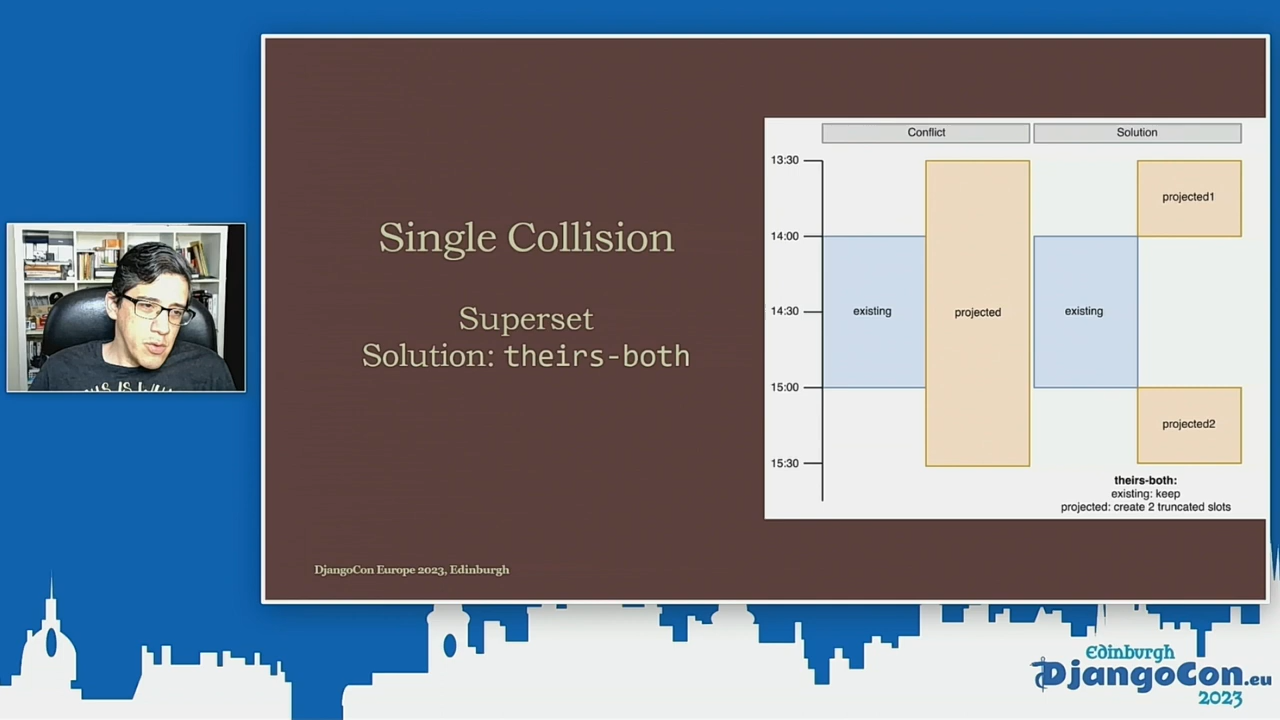 Single Collision
Superset
Solution: theirs-both
DjangoCon Europe 2023, Edinburgh
Conflict
Solution
13:30
14:00
14:30
15:00
15:30
existing
projected
existing
projected1
projected2
theirs-both:
existing: keep
projected: create 2 truncated slots
Edinburgh
DjangoCon.eu
2023